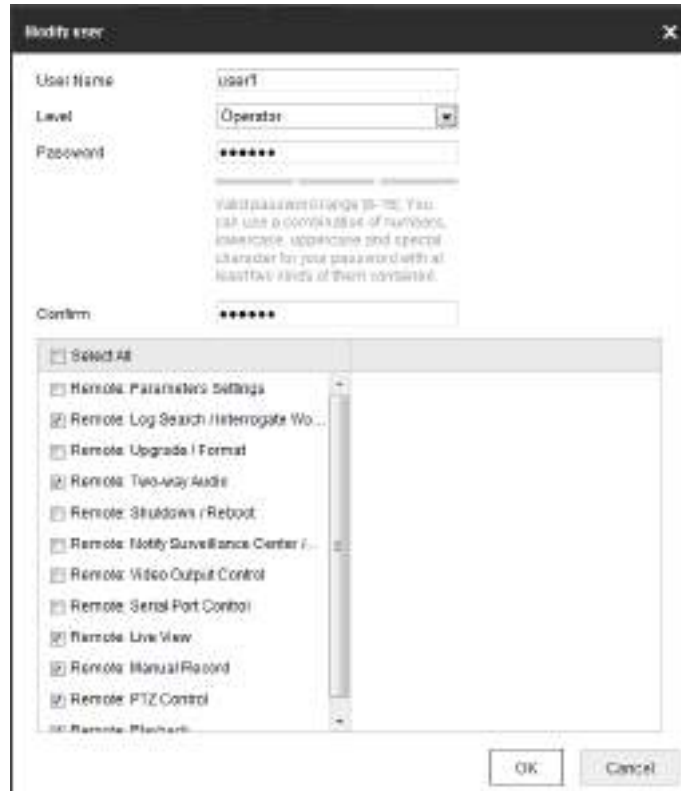 Modify user
User Name
user1
Level
Operator
Password
••••••
Valid password range [8-16]. You
can use a combination of numbers,
lowercase, uppercase and special
character for your password with at
least two kinds of them contained.
Confirm
••••••
Select All
Remote: Parameters Settings
Remote: Log Search / Interrogate Wo...
Remote: Upgrade / Format
Remote: Two-way Audio
Remote: Shutdown / Reboot
Remote: Notify Surveillance Center / ...
Remote: Video Output Control
Remote: Serial Port Control
Remote: Live View
Remote: Manual Record
Remote: PTZ Control
Remote: Playback
OK
Cancel